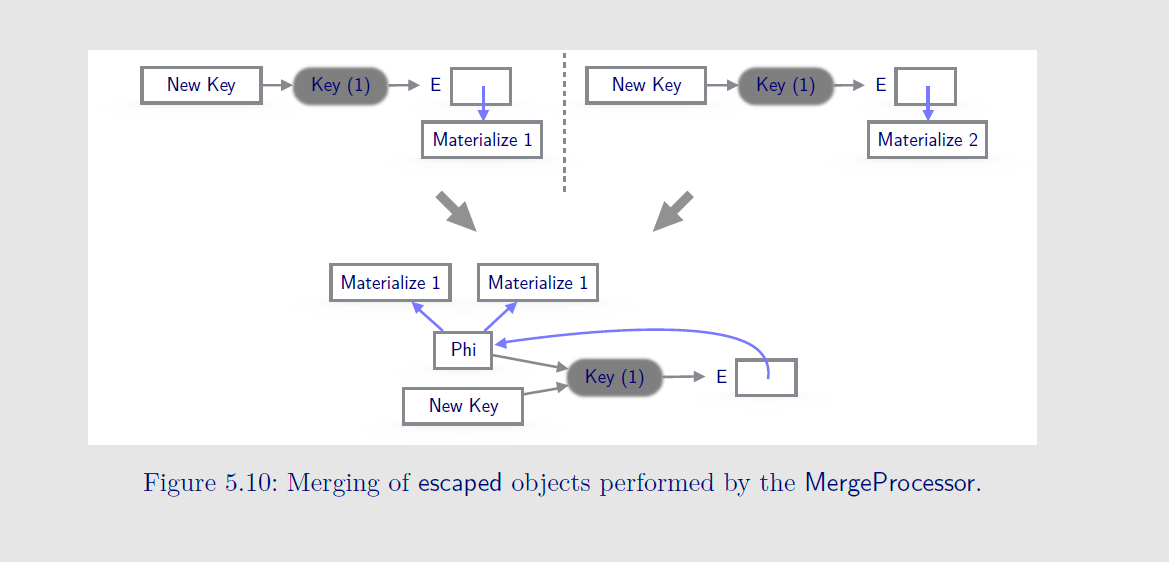 New Key Key (1) E New Key Key (1) E
Materialize 1 Materialize 2
Materialize 1 Materialize 1
Phi
Key (1) E
New Key
Figure 5.10: Merging of escaped objects performed by the MergeProcessor.